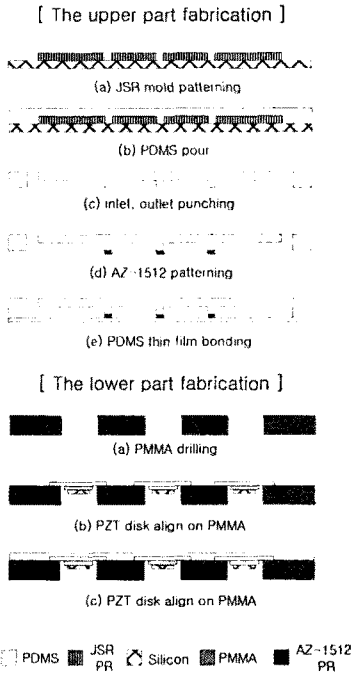 [ The upper part fabrication ]
(a) JSR mold patterning
(b) PDMS pour
(c) Inlet, outlet punching
(d) AZ-1512 patterning
(e) PDMS thin film bonding
[ The lower part fabrication ]
(a) PMMA drilling
(b) PZT disk align on PMMA
(c) PZT disk align on PMMA
PDMS JSR PR Silicon PMMA AZ-1512 PR